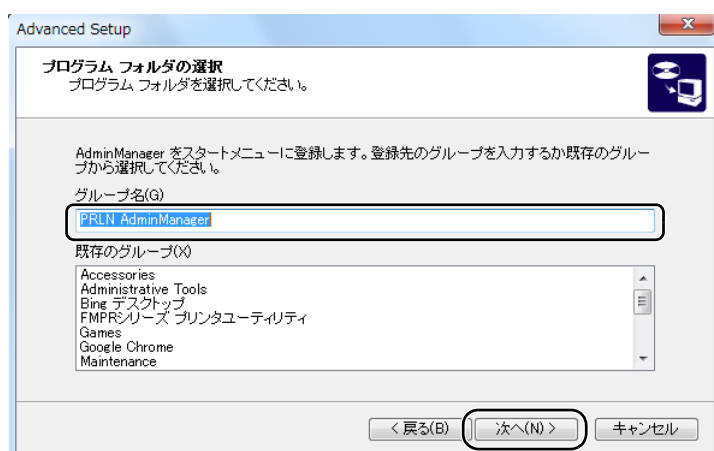 Advanced Setup
プログラム フォルダの選択
プログラム フォルダを選択してください。
AdminManager をスタートメニューに登録します。登録先のグループを入力するか既存のグルー
プから選択してください。
グループ名(G)
PRLN AdminManager
既存のグループ(X)
Accessories
Administrative Tools
Bing デスクトップ
FMPRシリーズ プリンタユーティリティ
Games
Google Chrome
Maintenance
< 戻る(B)
次へ(N) >
キャンセル